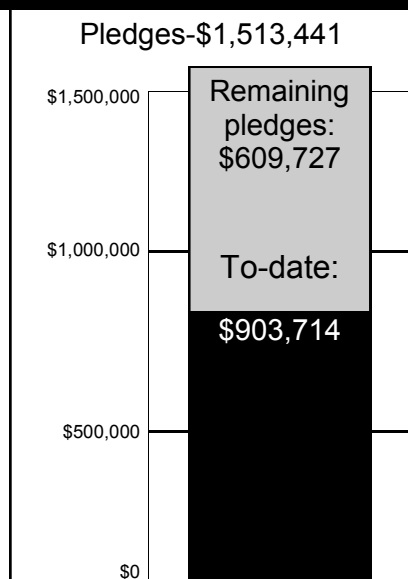 Pledges-$1,513,441
$1,500,000
Remaining
pledges:
$609,727
$1,000,000
To-date:
$903,714
$500,000
$0